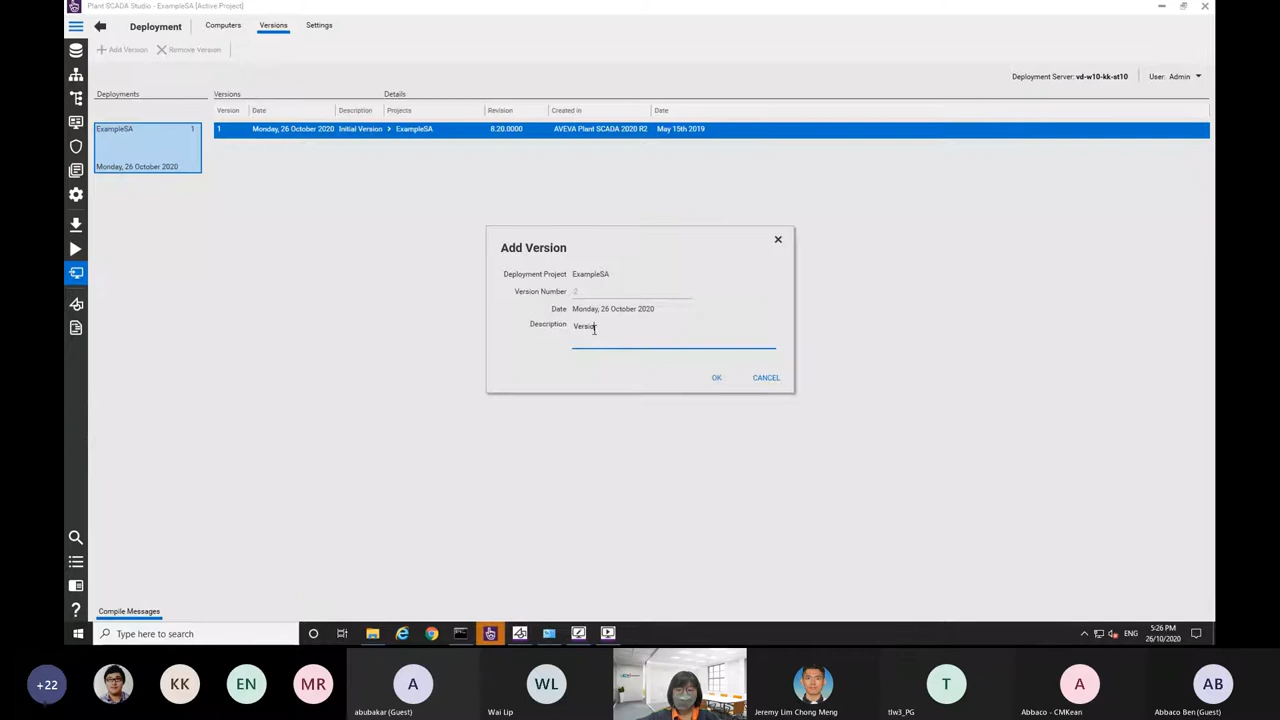 Plant SCADA Studio - ExampleSA [Active Project]
Deployment
Computers
Versions
Settings
Add Version
Remove Version
Deployment Server: vd-w10-kk-st10
User: Admin
Deployments
Versions
Details
Version
Date
Description
Projects
Revision
Created in
Date
ExampleSA 1
Monday, 26 October 2020
1
Monday, 26 October 2020
Initial Version
ExampleSA
8.20.0000
AVEVA Plant SCADA 2020 R2
May 15th 2019
Add Version
Deployment Project ExampleSA
Version Number 2
Date Monday, 26 October 2020
Description Version
OK
CANCEL
Compile Messages
Type here to search
ENG
5:26 PM
26/10/2020
+22
KK
EN
MR
A
abubakar (Guest)
WL
Wai Lip
Jeremy Lim Chong Meng
T
tlw3_PG
A
Abbaco - CMKean
AB
Abbaco Ben (Guest)